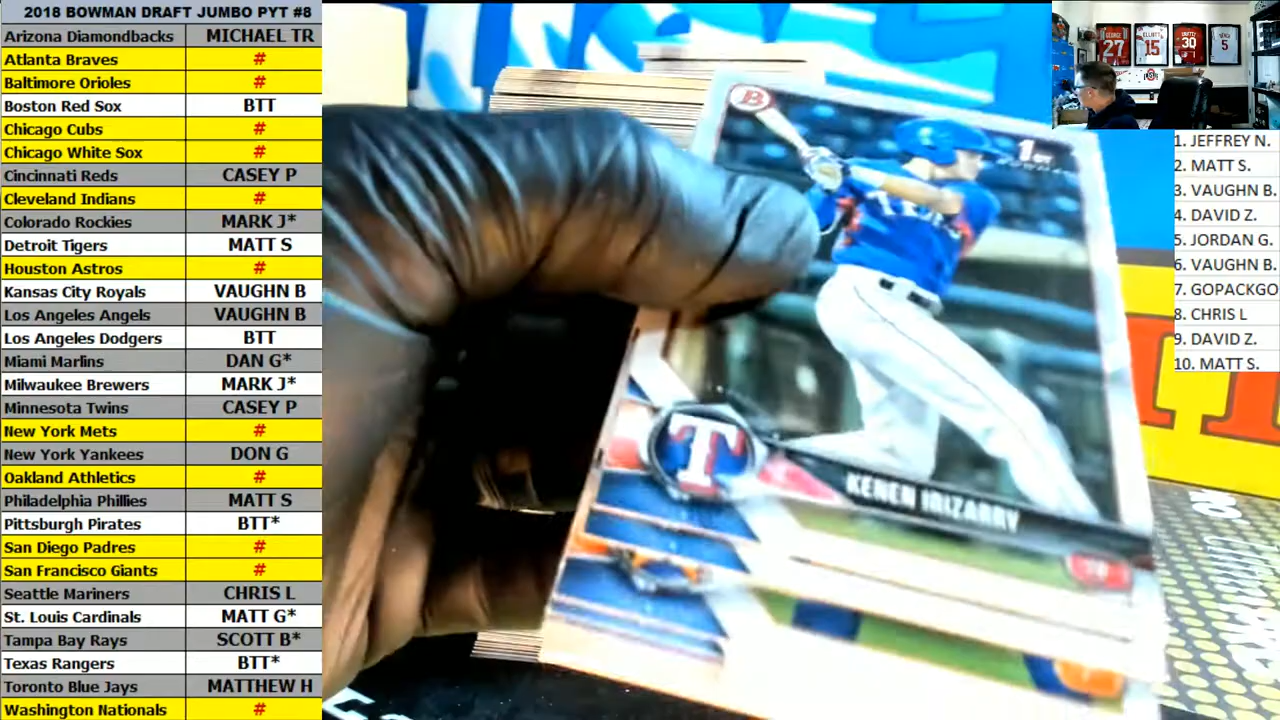 2018 BOWMAN DRAFT JUMBO PYT #8
Arizona Diamondbacks MICHAEL TR
Atlanta Braves #
Baltimore Orioles #
Boston Red Sox BTT
Chicago Cubs #
Chicago White Sox #
Cincinnati Reds CASEY P
Cleveland Indians #
Colorado Rockies MARK J*
Detroit Tigers MATT S
Houston Astros #
Kansas City Royals VAUGHN B
Los Angeles Angels VAUGHN B
Los Angeles Dodgers BTT
Miami Marlins DAN G*
Milwaukee Brewers MARK J*
Minnesota Twins CASEY P
New York Mets #
New York Yankees DON G
Oakland Athletics #
Philadelphia Phillies MATT S
Pittsburgh Pirates BTT*
San Diego Padres #
San Francisco Giants #
Seattle Mariners CHRIS L
St. Louis Cardinals MATT G*
Tampa Bay Rays SCOTT B*
Texas Rangers BTT*
Toronto Blue Jays MATTHEW H
Washington Nationals #
B
1ST
T
KENEN IRIZARRY
27
15
30
5
1. JEFFREY N.
2. MATT S.
3. VAUGHN B.
4. DAVID Z.
5. JORDAN G.
6. VAUGHN B.
7. GOPACKGO
8. CHRIS L
9. DAVID Z.
10. MATT S.